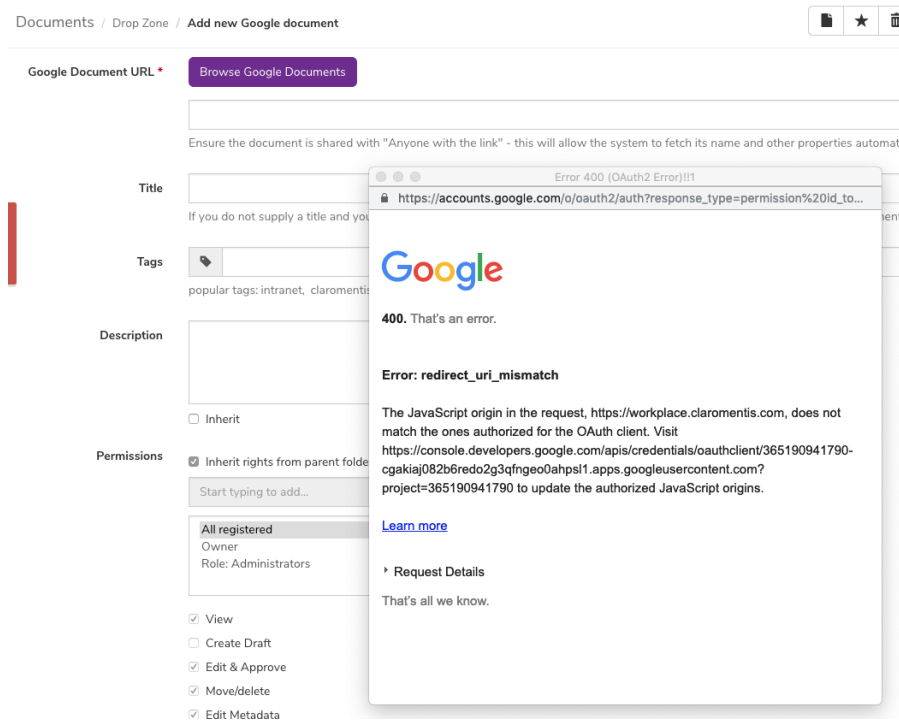 Documents / Drop Zone / Add new Google document
Google Document URL *
Browse Google Documents
Ensure the document is shared with "Anyone with the link" - this will allow the system to fetch its name and other properties
Title
If you do not supply a title and
Tags
popular tags: intranet,
Description
Inherit
Permissions
Inherit rights from parent
Start typing to add...
All registered
Owner
Role: Administrators
View
Create Draft
Edit & Approve
Move/delete
Edit Metadata
Error 400 (OAuth2 Error)!!1
https://accounts.google.com/o/oauth2/auth?response_type=permission%20id_to...
Google
400. That's an error.
Error: redirect_uri_mismatch
The JavaScript origin in the request, https://workplace.claromentis.com, does not
match the ones authorized for the OAuth client. Visit
https://console.developers.google.com/apis/credentials/oauthclient/365190941790-
cgakiaj082b6redo2g3qfngeo0ahpsl1.apps.googleusercontent.com?
project=365190941790 to update the authorized JavaScript origins.
Learn more
Request Details
That's all we know.